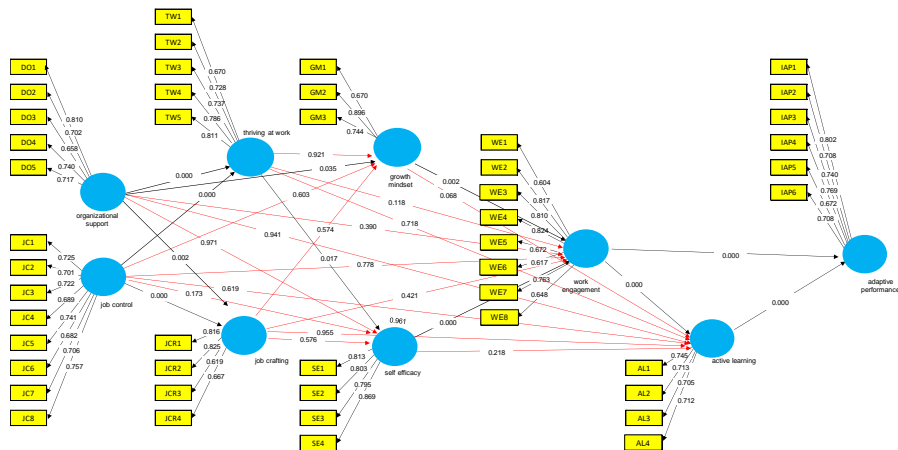 TW1
TW2
TW3
TW4
TW5
0.670
0.728
0.737
0.786
0.811
thriving at work
DO1
DO2
DO3
DO4
DO5
0.810
0.702
0.658
0.740
0.717
organizational
support
GM1
GM2
GM3
0.670
0.896
0.744
growth
mindset
IAP1
IAP2
IAP3
IAP4
IAP5
IAP6
0.802
0.708
0.740
0.769
0.672
0.708
adaptive
performance
WE1
WE2
WE3
WE4
WE5
WE6
WE7
WE8
0.604
0.817
0.810
0.824
0.672
0.617
0.763
0.648
work
engagement
JC1
JC2
JC3
JC4
JC5
JC6
JC7
JC8
0.725
0.701
0.722
0.689
0.741
0.682
0.706
0.757
job control
JCR1
JCR2
JCR3
JCR4
0.816
0.825
0.619
0.667
job crafting
SE1
SE2
SE3
SE4
0.813
0.803
0.795
0.869
self efficacy
AL1
AL2
AL3
AL4
0.745
0.713
0.705
0.712
active learning
0.921
0.035
0.000
0.000
0.603
0.002
0.068
0.118
0.390
0.718
0.574
0.971
0.941
0.017
0.778
0.002
0.000
0.173
0.619
0.421
0.961
0.955
0.576
0.000
0.218
0.000
0.000
0.000